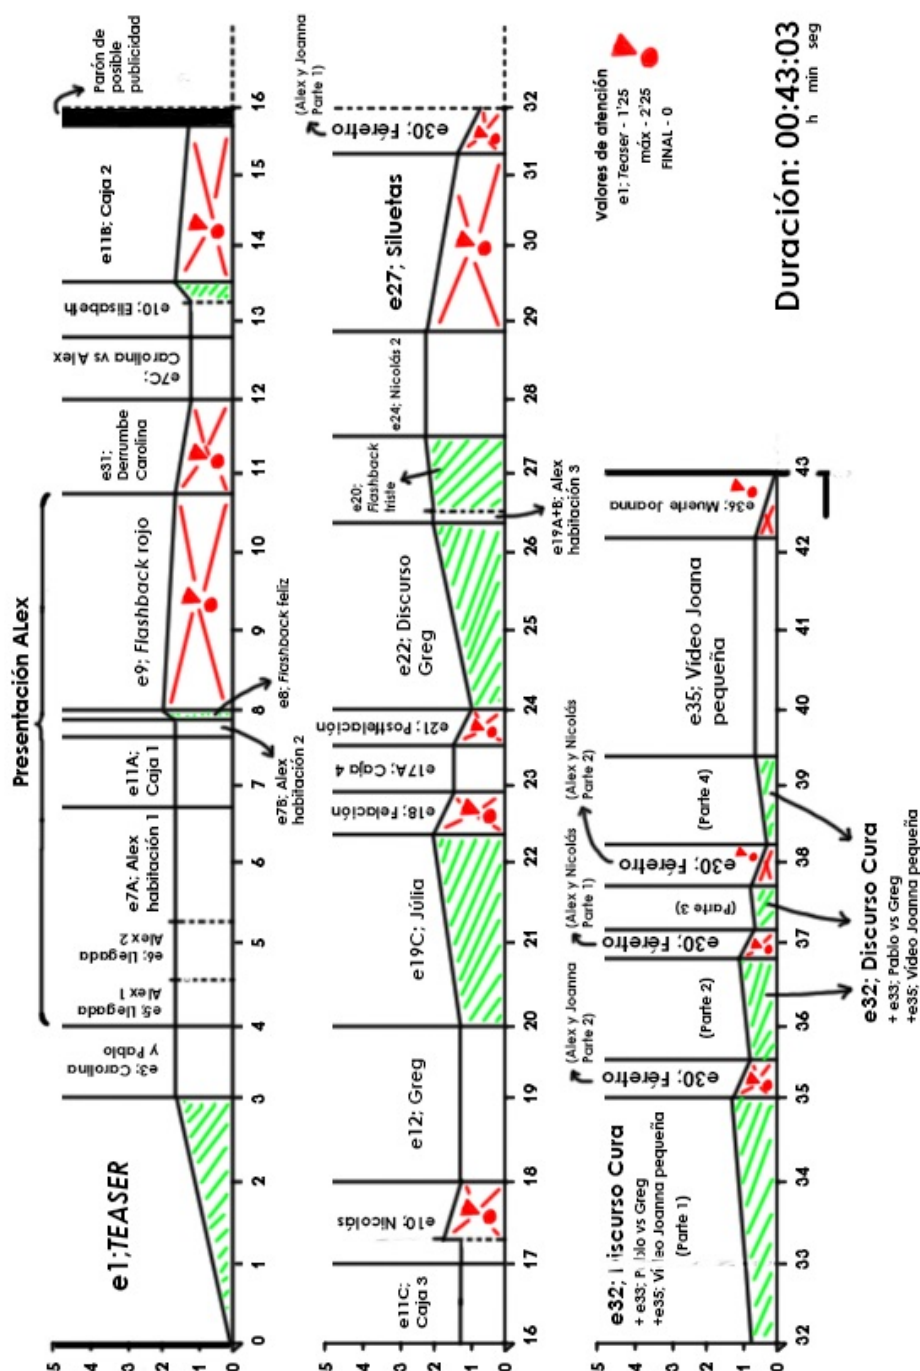 Presentación ALex
e1;TEASER
e3; Carolina
y Pablo
e5; Llegada
Alex 1
e6; Llegada
Alex 2
e7A; Alex
habitación 1
e11A;
Caja 1
e7B; Alex
habitación 2
e8; Flashback feliz
e9; Flashback rojo
e31;
Derrumbe
Carolina
e7C;
Carolina vs Alex
e10; Elisabeth
e11B; Caja 2
Parón de
posible
publicidad
5
3
2
1
0
0 1 2 3 4 5 6 7 8 9 10 11 12 13 14 15 16
e11C;
Caja 3
e10; Nicolás
e12; Greg
e19C; Júlia
e18; Felación
e17A; Caja 4
e21; Postfelación
e22; Discurso
Greg
e19A+B; Alex
habitación 3
e20;
Flashback
triste
e24; Nicolás 2
e27; Siluetas
e30; Féretro
(Alex y Joanna
Parte 1)
5
3
2
1
0
16 17 18 19 20 21 22 23 24 25 26 27 28 29 30 31 32
e32; Discurso Cura
+ e33; Pablo vs Greg
+e35; Vídeo Joanna pequeña
(Parte 1)
e30; Féretro
(Alex y Joanna
Parte 2)
(Parte 2)
e30; Féretro
(Alex y Nicolás
Parte 1)
(Parte 3)
e30; Féretro
(Alex y Nicolás
Parte 2)
(Parte 4)
e35; Vídeo Joana
pequeña
e36; Muerte Joanna
5
3
2
1
0
32 33 34 35 36 37 38 39 40 41 42 43
e32; Discurso Cura
+ e33; Pablo vs Greg
+e35; Vídeo Joanna pequeña
Valores de atención
e1; Teaser - 1'25
máx - 2'25
FINAL - 0
Duración: 00:43:03
h min seg